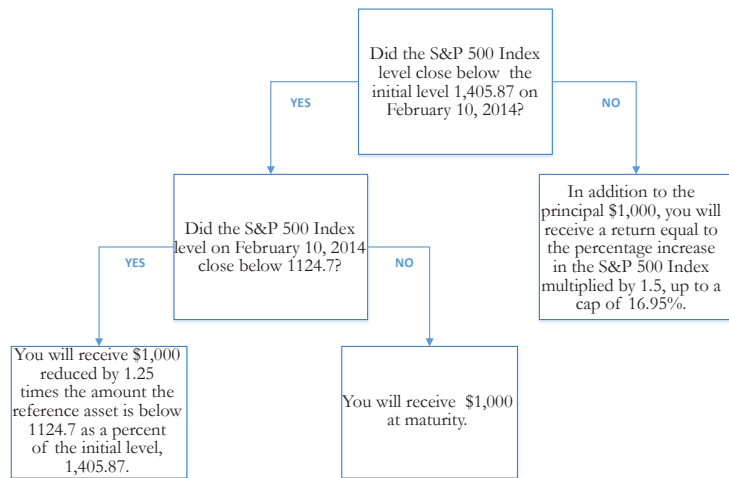 Did the S&P 500 Index
level close below the
initial level 1,405.87 on
February 10, 2014?
YES
NO
Did the S&P 500 Index
level on February 10, 2014
close below 1124.7?
In addition to the
principal $1,000, you will
receive a return equal to
the percentage increase
in the S&P 500 Index
multiplied by 1.5, up to a
cap of 16.95%.
YES
NO
You will receive $1,000
reduced by 1.25
times the amount the
reference asset is below
1124.7 as a percent
of the initial level,
1,405.87.
You will receive $1,000
at maturity.